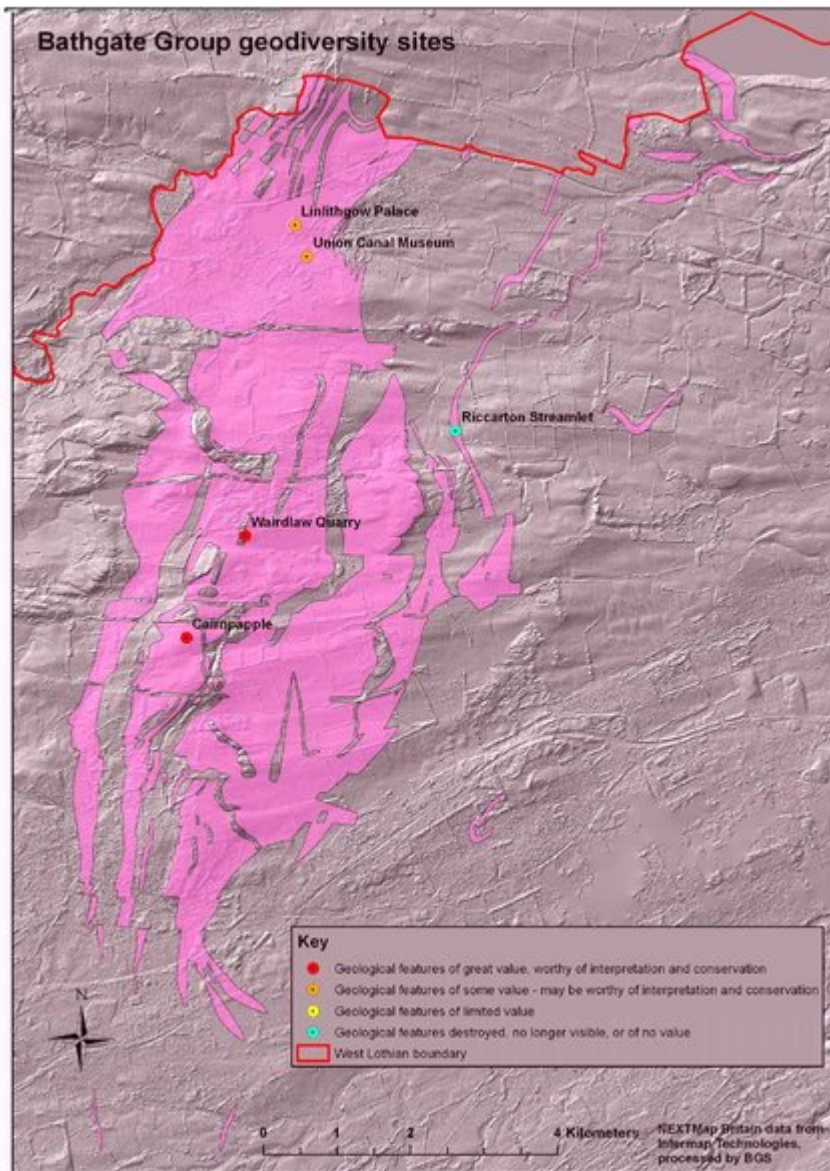 Bathgate Group geodiversity sites
Linlithgow Palace
Union Canal Museum
Riccarton Streamlet
Wairdlaw Quarry
Cairnpapple
Key
Geological features of great value, worthy of interpretation and conservation
Geological features of some value - may be worthy of interpretation and conservation
Geological features of limited value
Geological features destroyed, no longer visible, or of no value
West Lothian boundary
N
0 1 2 4 Kilometers
NEXTMap Britain data from
Intermap Technologies,
processed by BGS